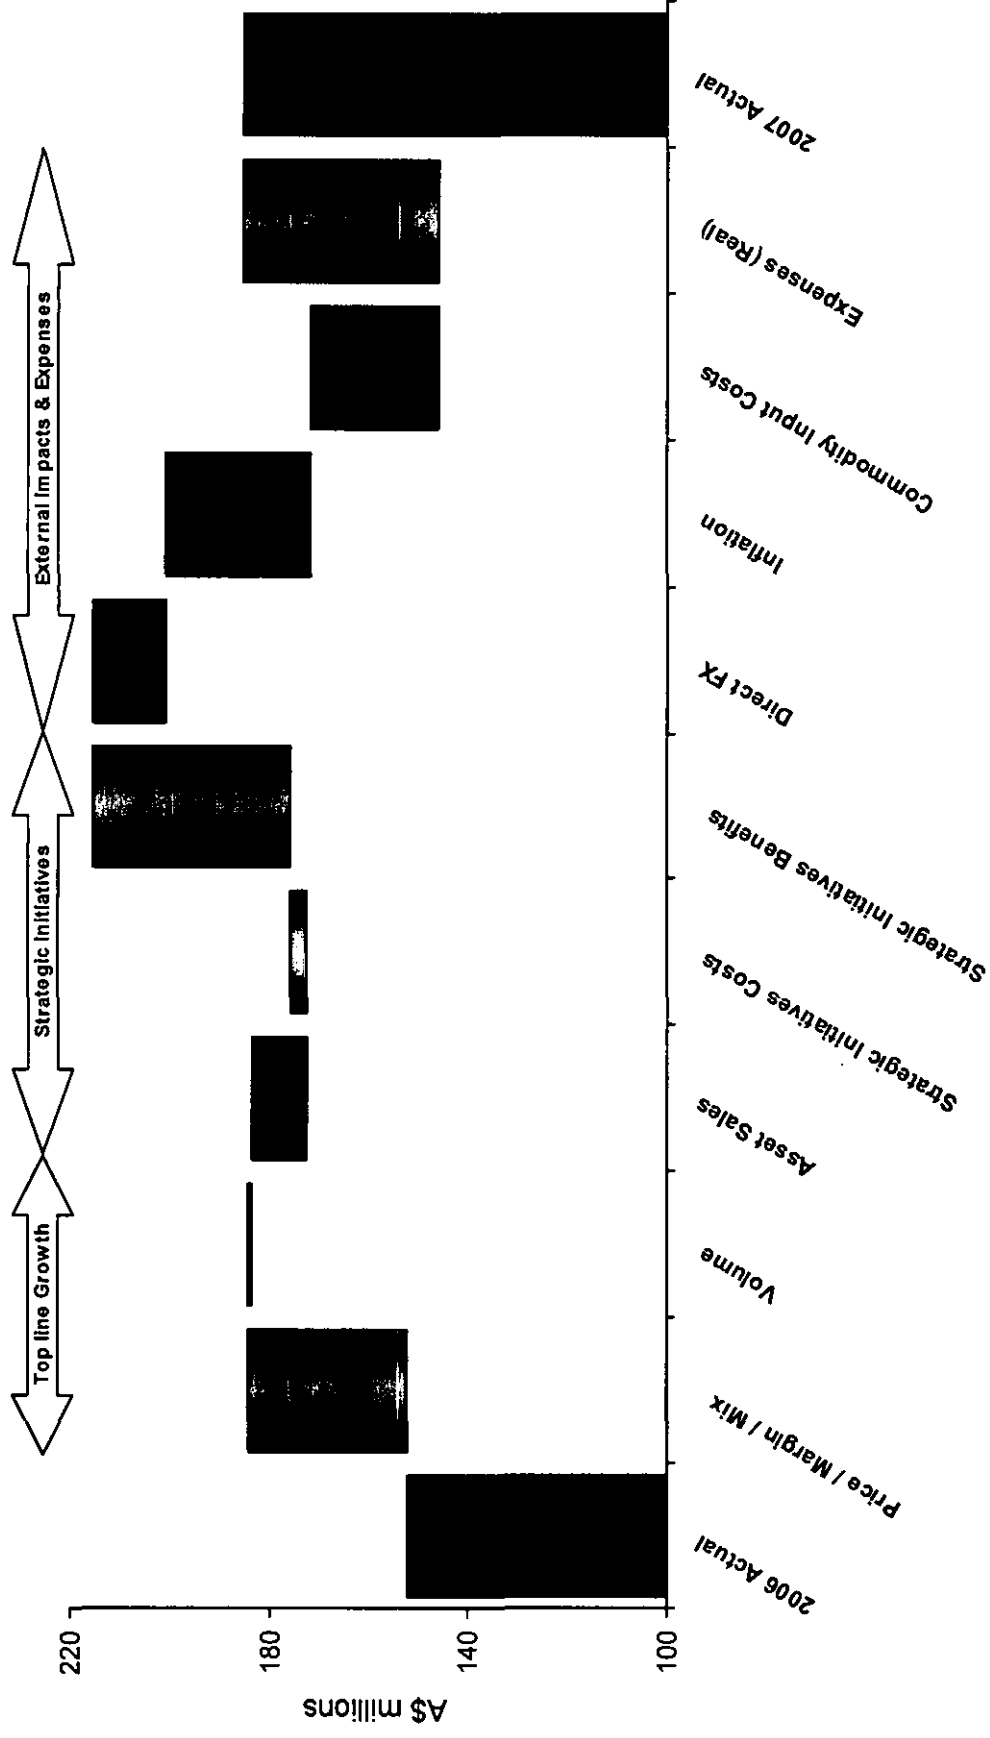 Top line Growth
Strategic Initiatives
External Impacts & Expenses
A$ millions
220
180
140
100
2006 Actual
Price / Margin / Mix
Volume
Asset Sales
Strategic Initiatives Costs
Strategic Initiatives Benefits
Direct FX
Inflation
Commodity Input Costs
Expenses (Real)
2007 Actual